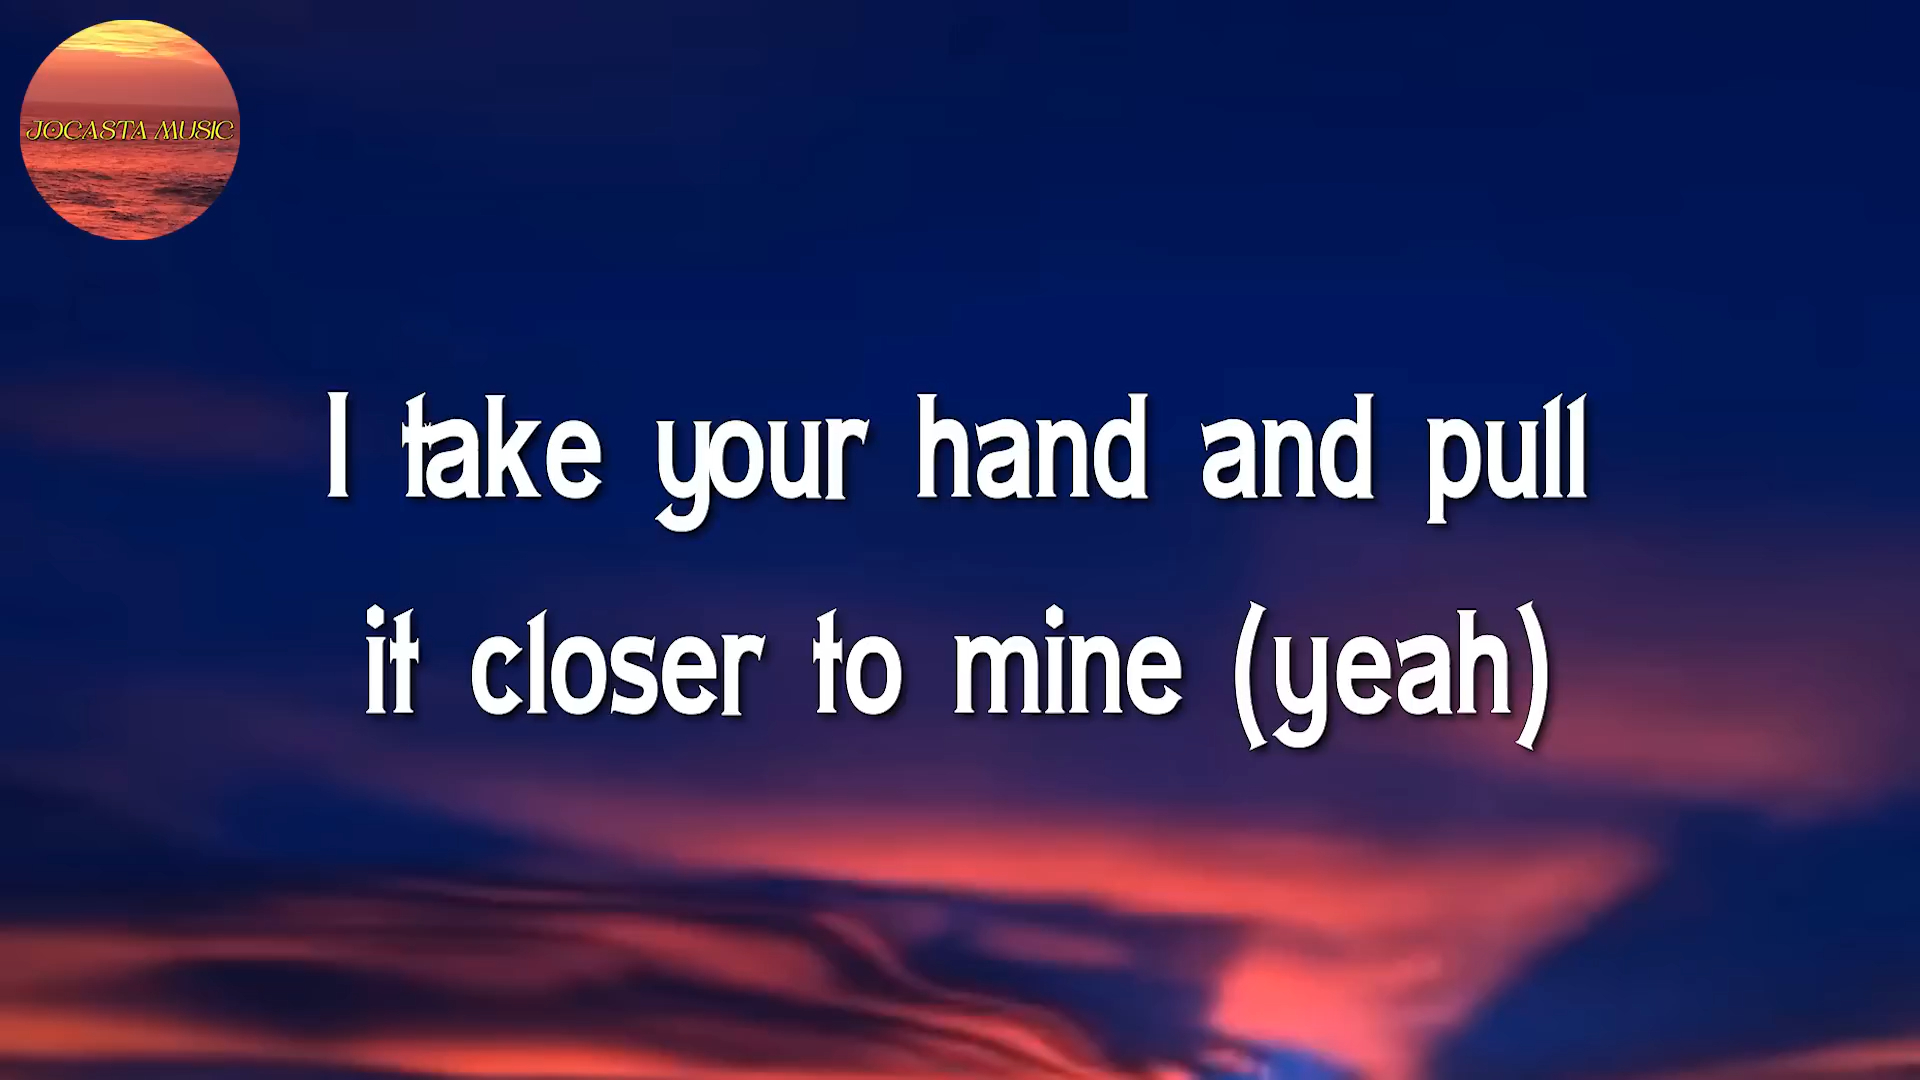 JOCASTA MUSIC
I take your hand and pull
it closer to mine (yeah)